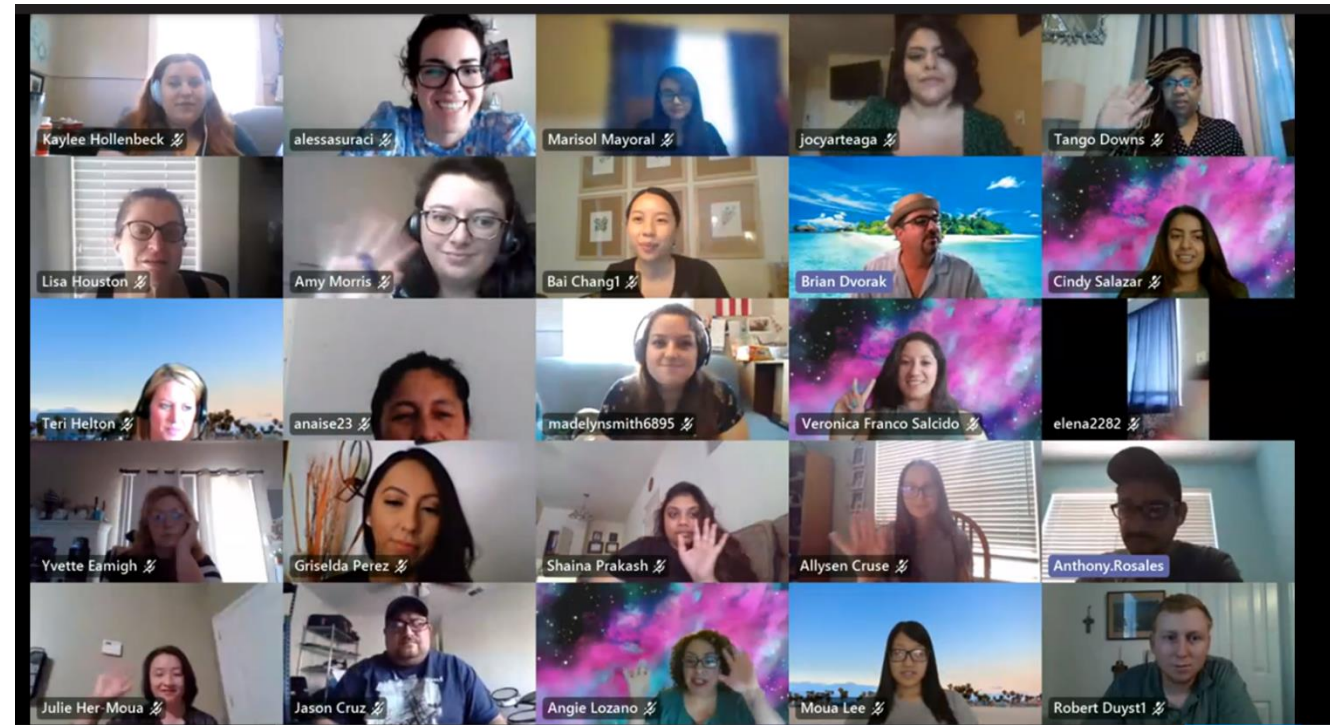 Kaylee Hollenbeck
alessasuraci
Marisol Mayoral
jocyarteaga
Tango Downs
Lisa Houston
Amy Morris
Bai Chang1
Brian Dvorak
Cindy Salazar
Teri Helton
anaise23
madelynsmith6895
Veronica Franco Salcido
elena2282
Yvette Eamigh
Griselda Perez
Shaina Prakash
Allysen Cruse
Anthony.Rosales
Julie Her-Moua
Jason Cruz
Angie Lozano
Moua Lee
Robert Duyst1